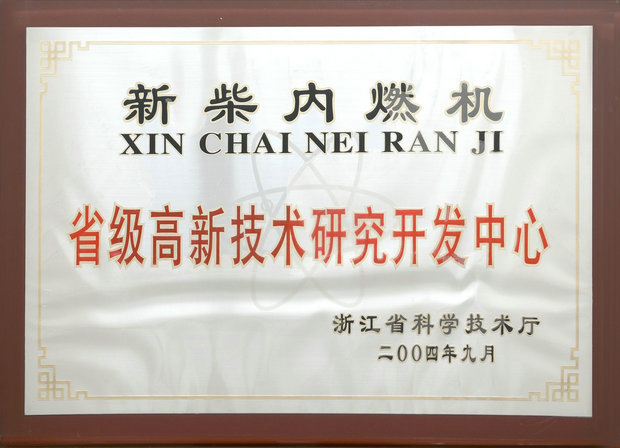 新柴内燃机
XIN CHAI NEI RAN JI
省级高新技术研究开发中心
浙江省科学技术厅
二00四年九月